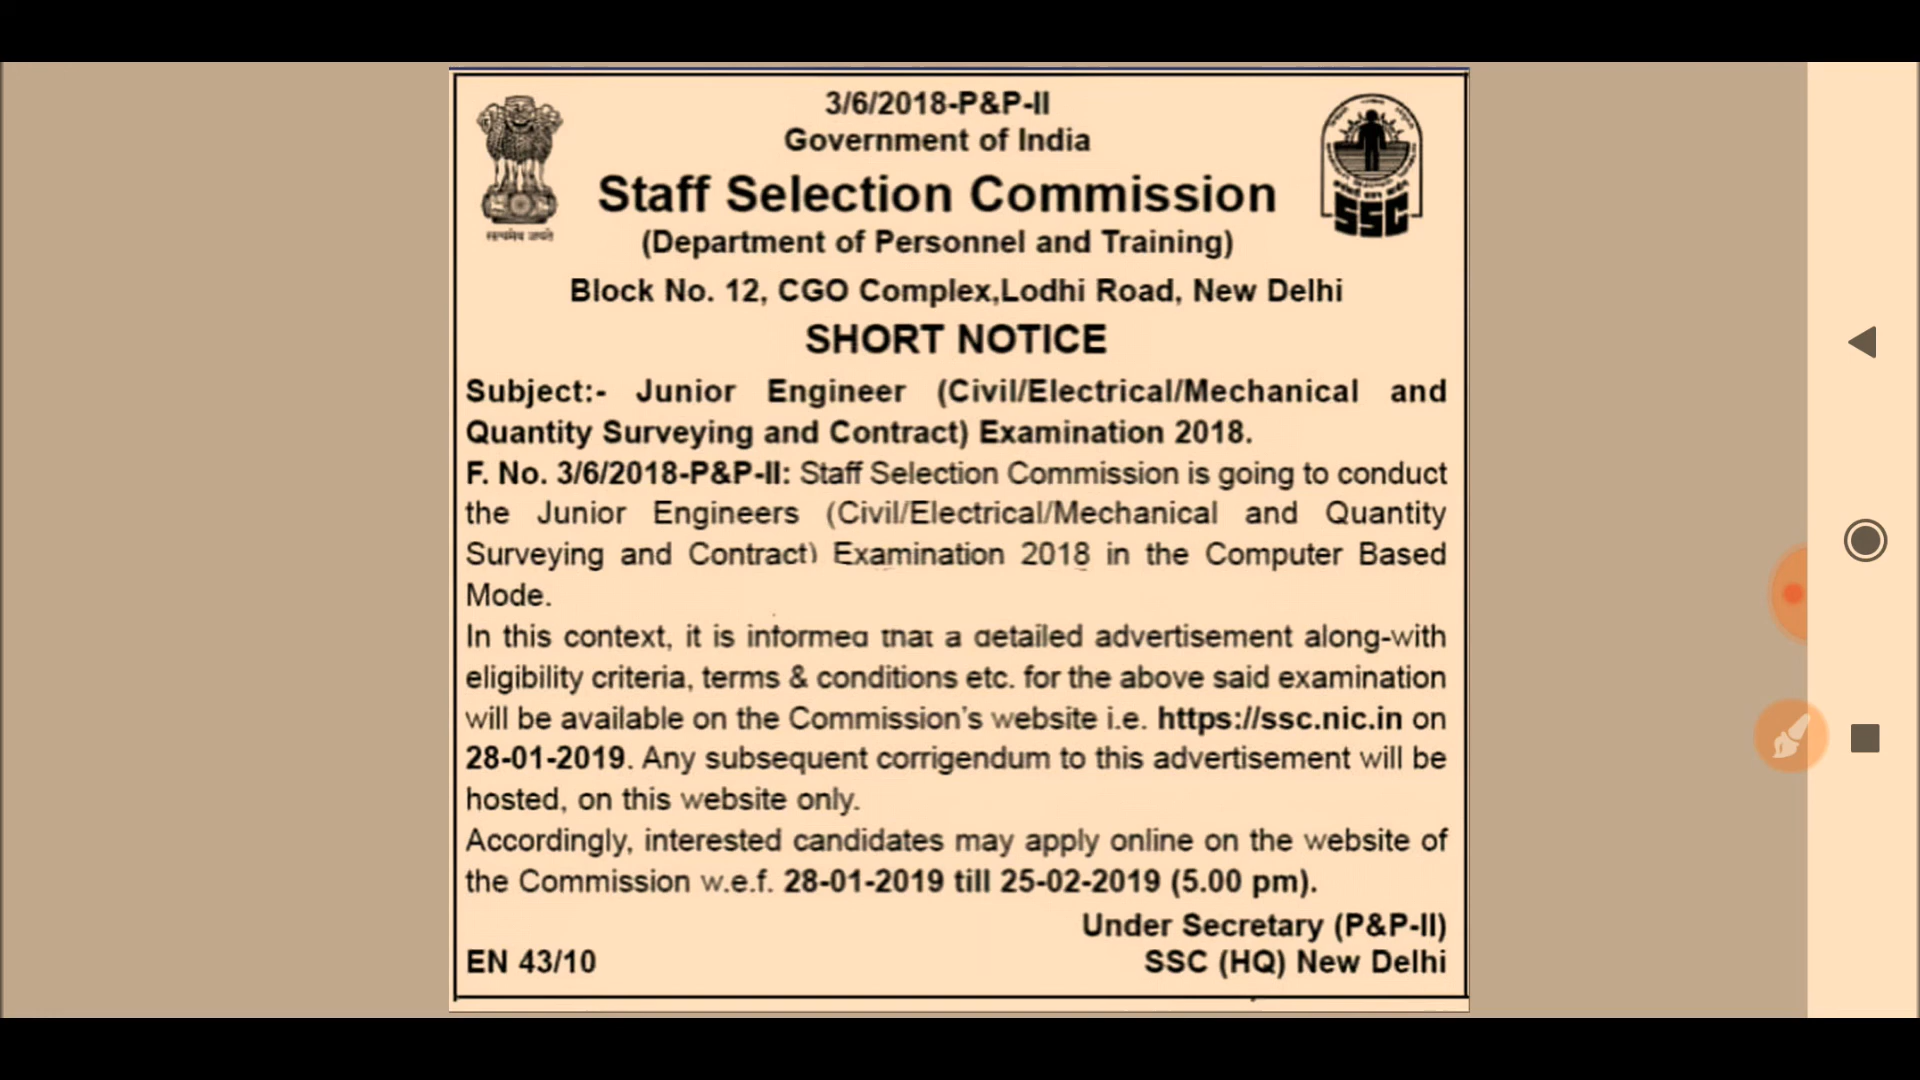 3/6/2018-P&P-II
Government of India
Staff Selection Commission
(Department of Personnel and Training)
Block No. 12, CGO Complex,Lodhi Road, New Delhi
SHORT NOTICE
सत्यमेव जयते
SSC
Subject:- Junior Engineer (Civil/Electrical/Mechanical and
Quantity Surveying and Contract) Examination 2018.
F. No. 3/6/2018-P&P-II: Staff Selection Commission is going to conduct
the Junior Engineers (Civil/Electrical/Mechanical and Quantity
Surveying and Contract) Examination 2018 in the Computer Based
Mode.
In this context, it is informed that a detailed advertisement along-with
eligibility criteria, terms & conditions etc. for the above said examination
will be available on the Commission's website i.e. https://ssc.nic.in on
28-01-2019. Any subsequent corrigendum to this advertisement will be
hosted, on this website only.
Accordingly, interested candidates may apply online on the website of
the Commission w.e.f. 28-01-2019 till 25-02-2019 (5.00 pm).
Under Secretary (P&P-II)
EN 43/10
SSC (HQ) New Delhi